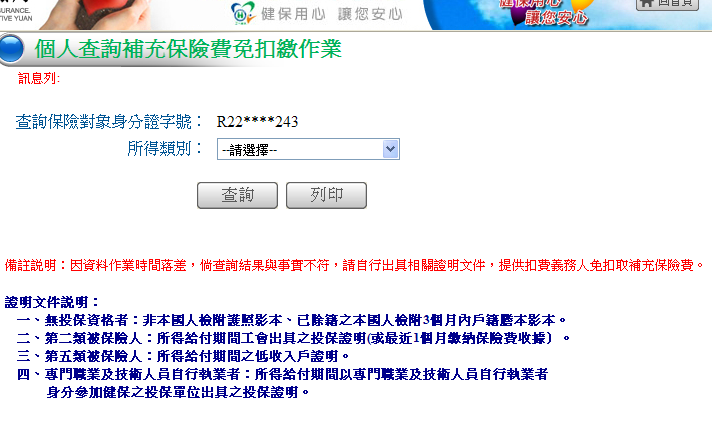 SURANCE.
TIVE YUAN
健保用心 讓您安心
健保用心
讓您安心
回首頁
個人查詢補充保險費免扣繳作業
訊息列:
查詢保險對象身分證字號： R22****243
所得類別： --請選擇--
查詢 列印
備註說明：因資料作業時間落差，倘查詢結果與事實不符，請自行出具相關證明文件，提供扣費義務人免扣取補充保險費。
證明文件說明：
一、無投保資格者：非本國人檢附護照影本、已除籍之本國人檢附3個月內戶籍謄本影本。
二、第二類被保險人：所得給付期間工會出具之投保證明(或最近1個月繳納保險費收據〕。
三、第五類被保險人：所得給付期間之低收入戶證明。
四、專門職業及技術人員自行執業者：所得給付期間以專門職業及技術人員自行執業者
身分參加健保之投保單位出具之投保證明。